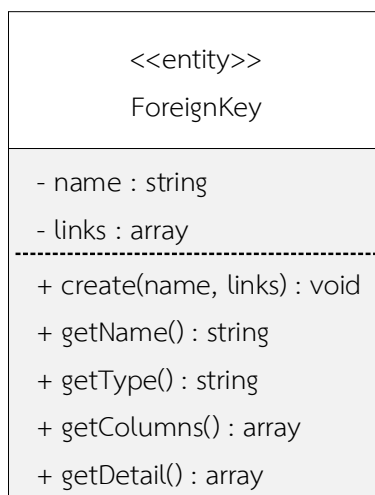 <<entity>>
ForeignKey
- name : string
- links : array
+ create(name, links) : void
+ getName() : string
+ getType() : string
+ getColumns() : array
+ getDetail() : array